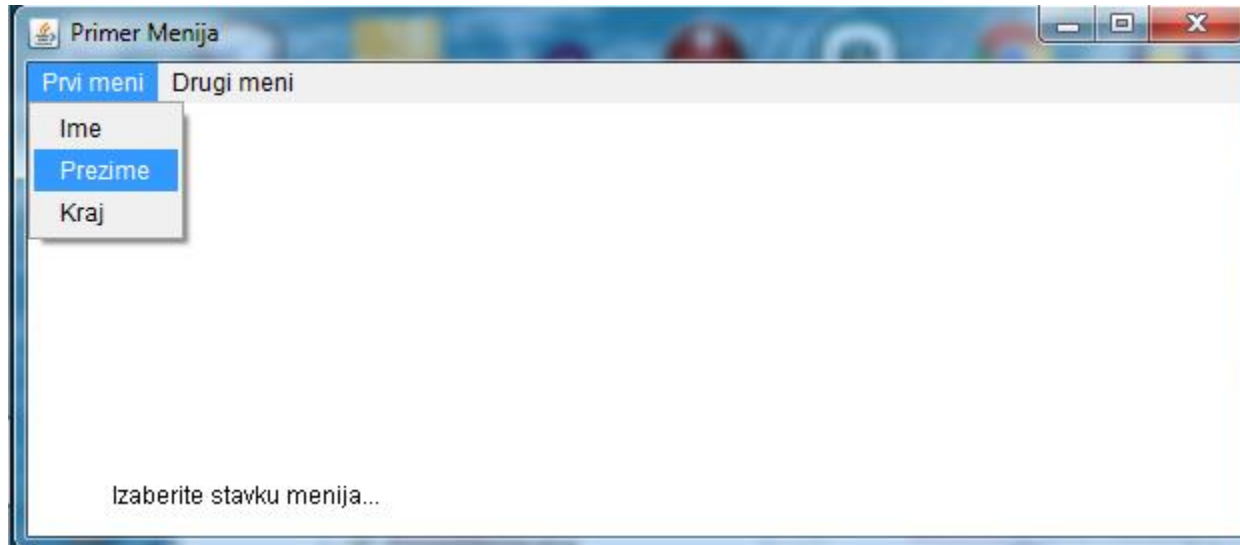 Primer Menija
Prvi meni Drugi meni
Ime
Prezime
Kraj
Izaberite stavku menija...